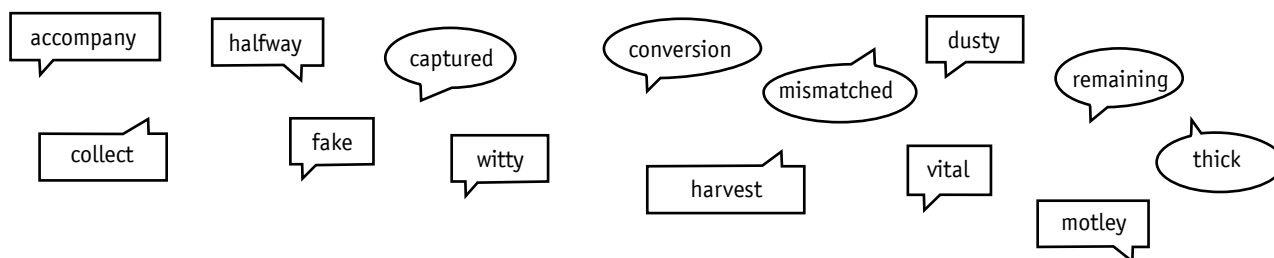 accompany
halfway
captured
conversion
mismatched
dusty
remaining
collect
fake
witty
harvest
vital
thick
motley